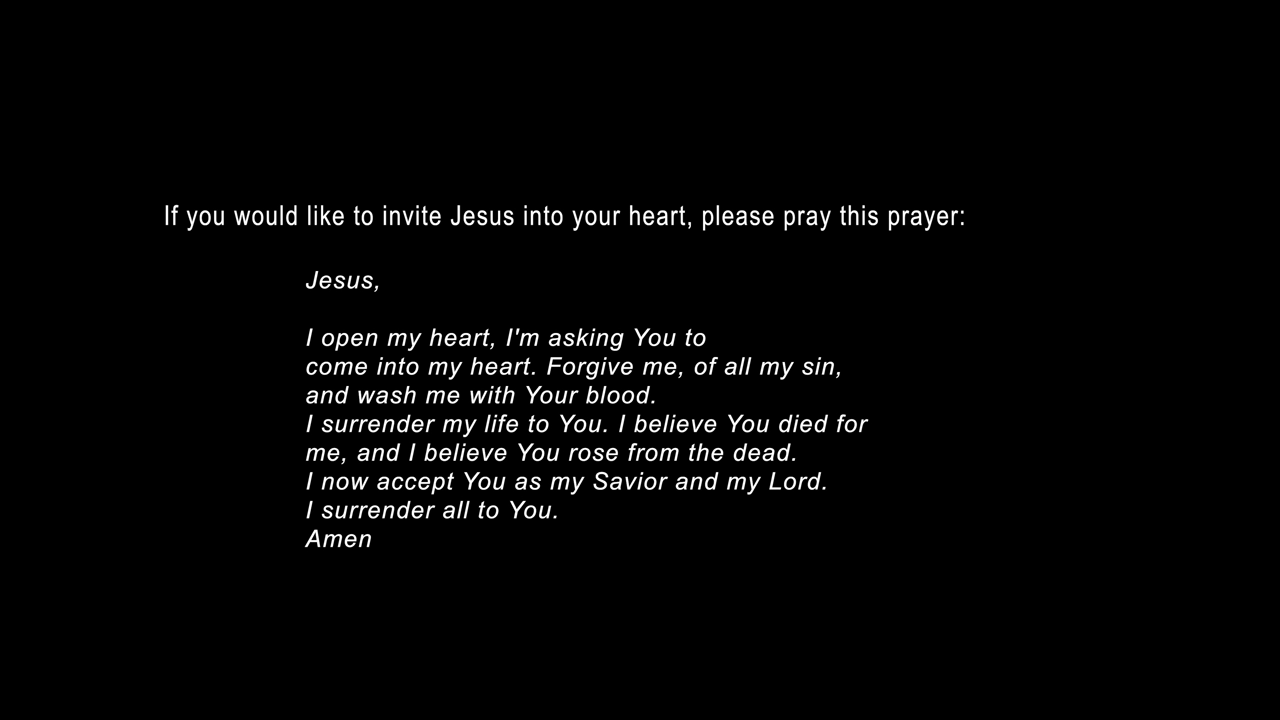 If you would like to invite Jesus into your heart, please pray this prayer:
Jesus,
I open my heart, I'm asking You to
come into my heart. Forgive me, of all my sin,
and wash me with Your blood.
I surrender my life to You. I believe You died for
me, and I believe You rose from the dead.
I now accept You as my Savior and my Lord.
I surrender all to You.
Amen